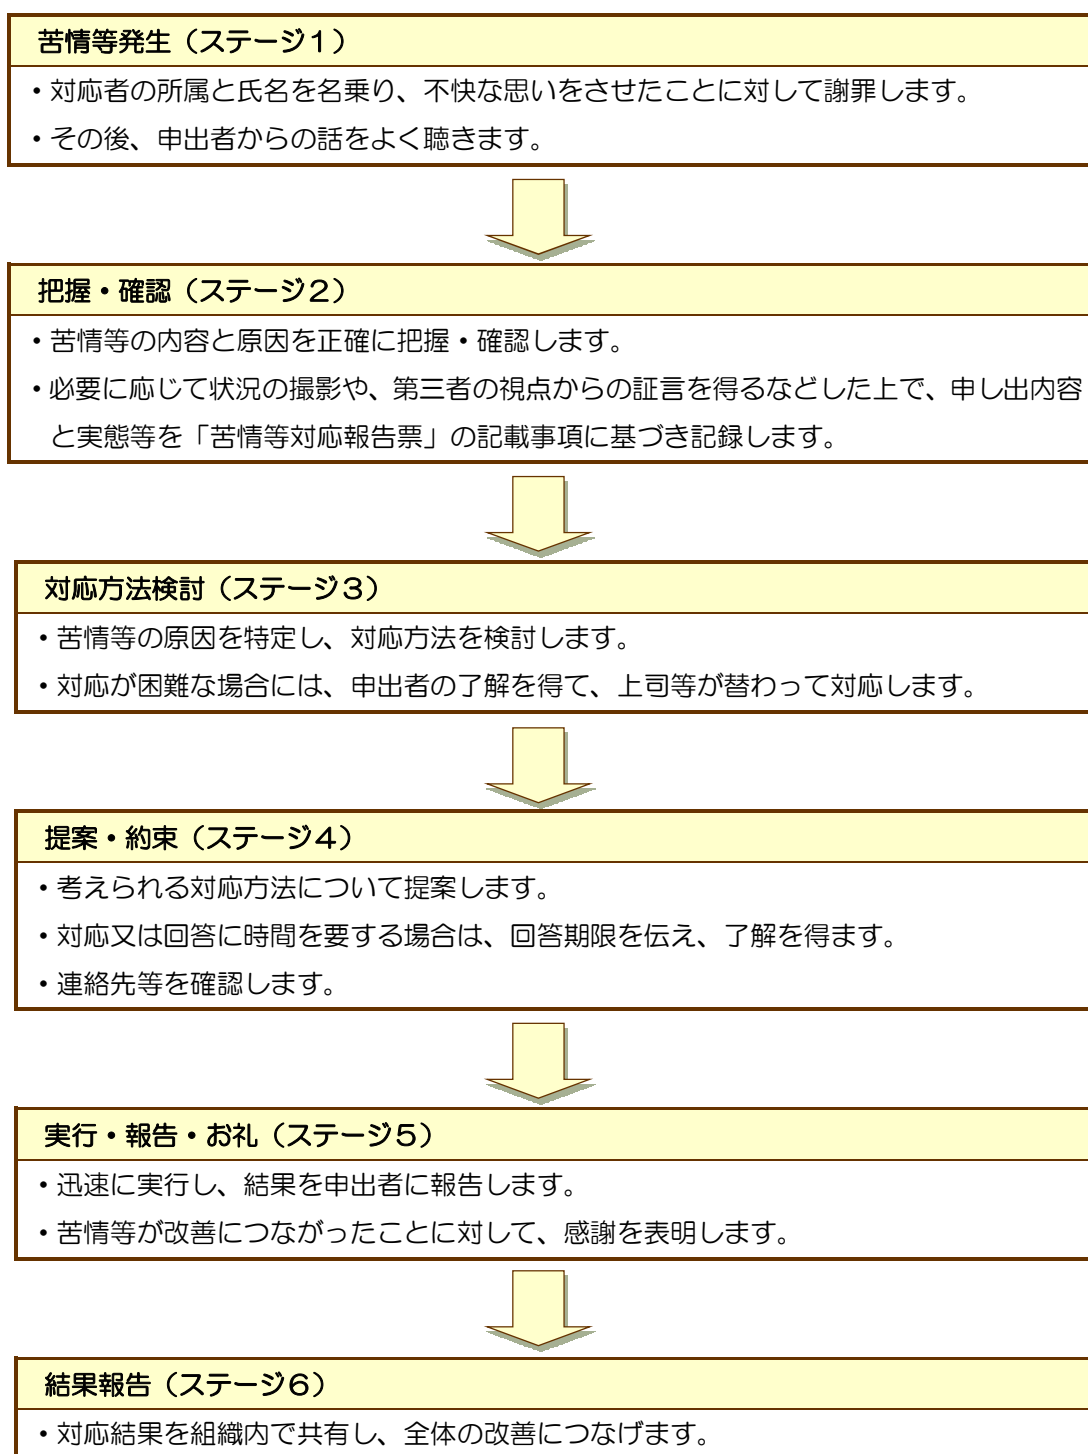 苦情等発生（ステージ１）
・対応者の所属と氏名を名乗り、不快な思いをさせたことに対して謝罪します。
・その後、申出者からの話をよく聴きます。
把握・確認（ステージ２）
・苦情等の内容と原因を正確に把握・確認します。
・必要に応じて状況の撮影や、第三者の視点からの証言を得るなどした上で、申し出内容
と実態等を「苦情等対応報告票」の記載事項に基づき記録します。
対応方法検討（ステージ３）
・苦情等の原因を特定し、対応方法を検討します。
・対応が困難な場合には、申出者の了解を得て、上司等が替わって対応します。
提案・約束（ステージ４）
・考えられる対応方法について提案します。
・対応又は回答に時間を要する場合は、回答期限を伝え、了解を得ます。
・連絡先等を確認します。
実行・報告・お礼（ステージ５）
・迅速に実行し、結果を申出者に報告します。
・苦情等が改善につながったことに対して、感謝を表明します。
結果報告（ステージ６）
・対応結果を組織内で共有し、全体の改善につなげます。